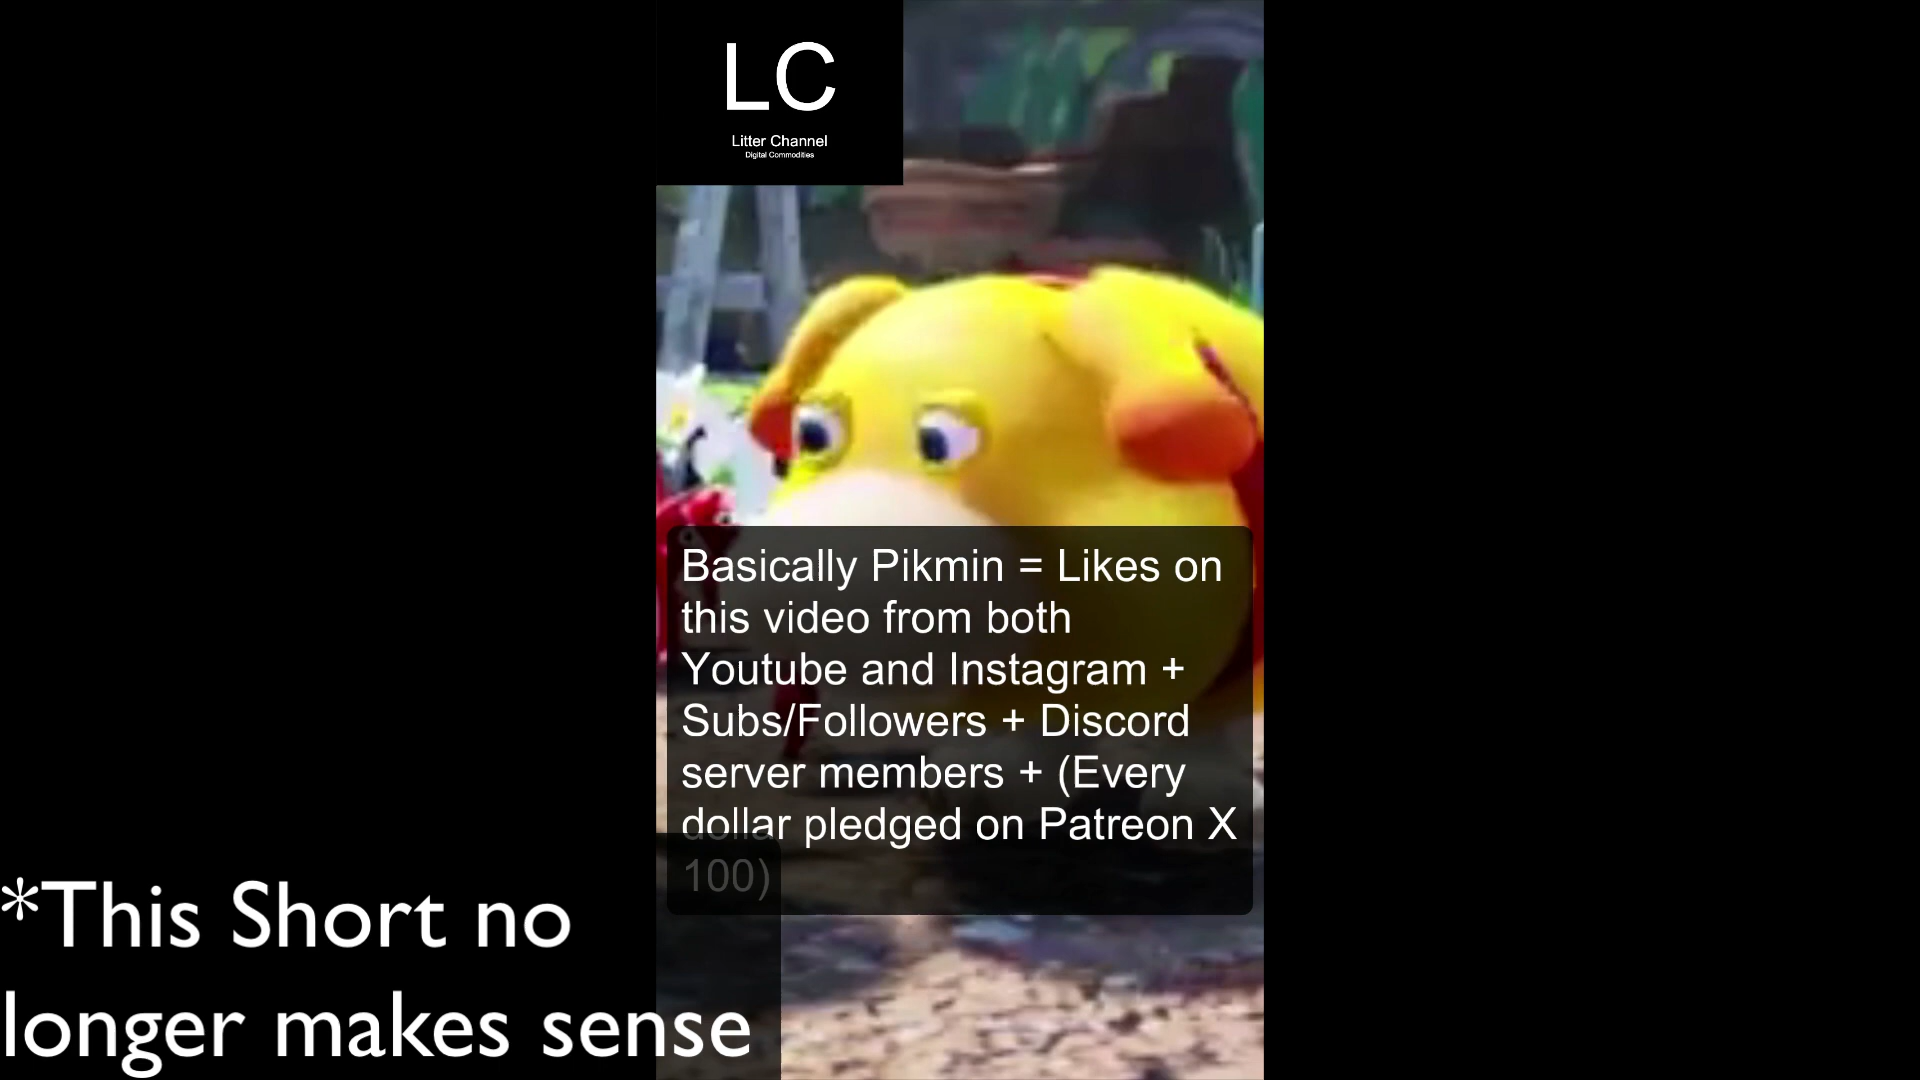 LC
Litter Channel
Digital Commodities
Basically Pikmin = Likes on
this video from both
Youtube and Instagram +
Subs/Followers + Discord
server members + (Every
dollar pledged on Patreon X
100)
*This Short no
longer makes sense